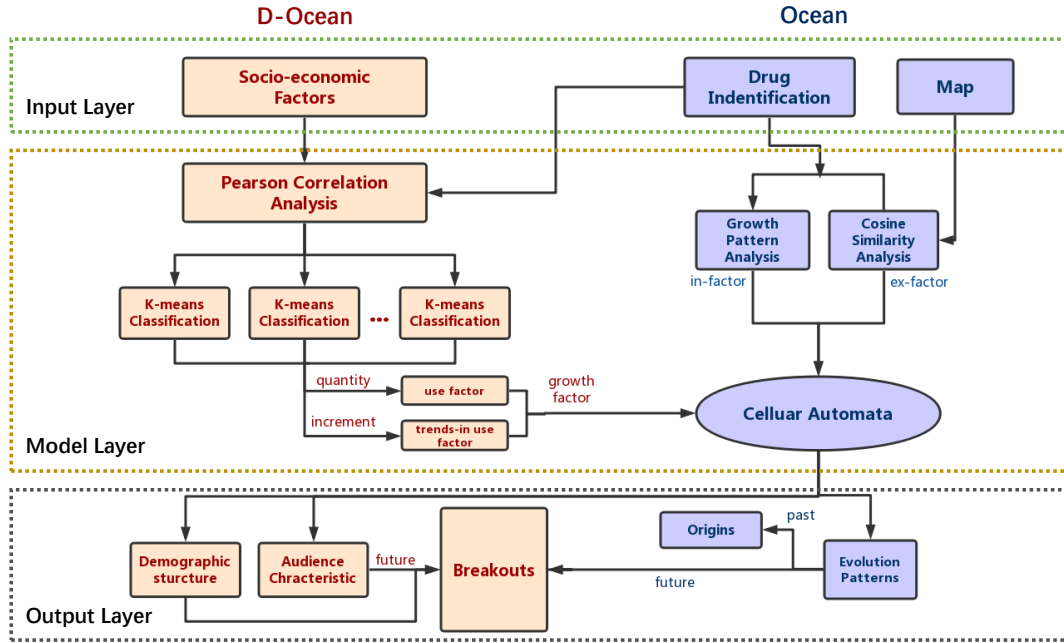 D-Ocean
Ocean
Input Layer
Socio-economic
Factors
Drug
Indentification
Map
Pearson Correlation
Analysis
Growth
Pattern
Analysis
Cosine
Similarity
Analysis
in-factor
ex-factor
K-means
Classification
K-means
Classification
...
K-means
Classification
quantity
use factor
growth
factor
increment
trends-in use
factor
Celluar Automata
Model Layer
Demographic
sturcture
Audience
Chracteristic
future
Breakouts
Origins
past
future
Evolution
Patterns
Output Layer